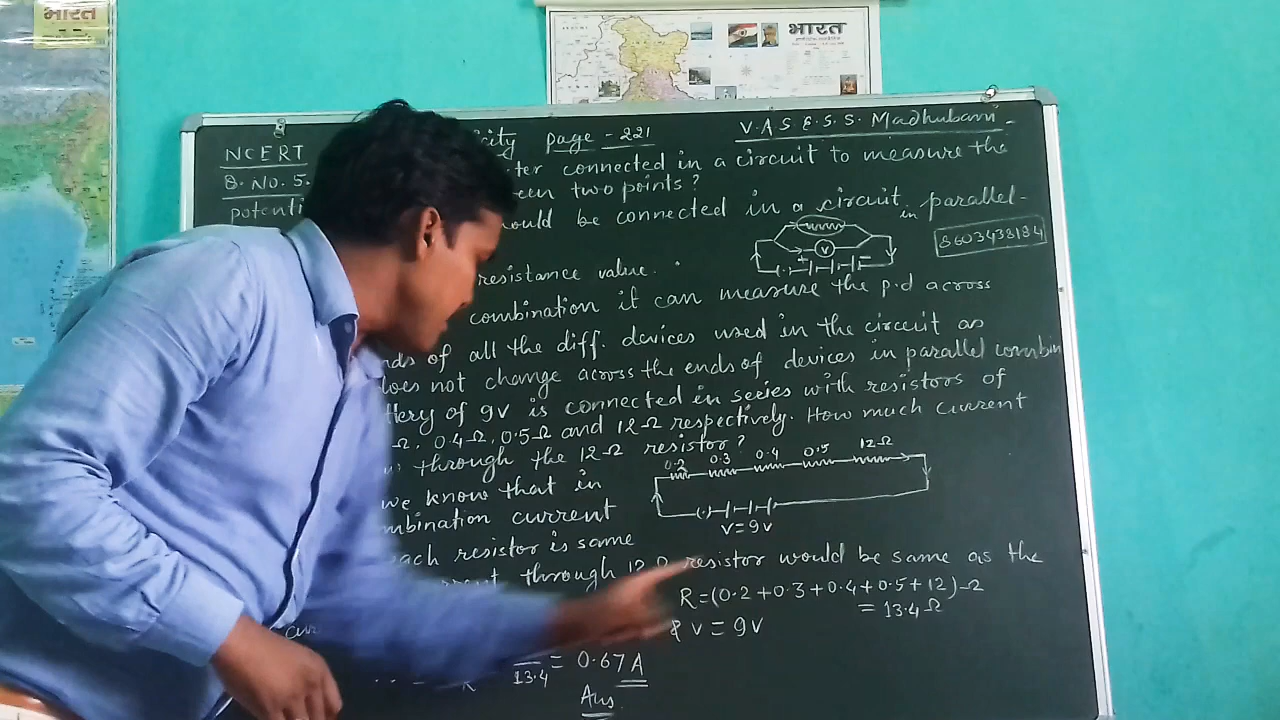 भारत
भारत
NCERT city page - 221 V.A.S.E.S.S. Madhubani -
Q. No. 5. ter connected in a circuit to measure the
potenti een two points?
ould be connected in a circuit in parallel -
V
+ -
8603438184
resistance value.
combination it can measure the p.d across
nds of all the diff. devices used in the circuit as
does not change across the ends of devices in parallel combin
ttery of 9V is connected in series with resistors of
Ω, 0.4Ω, 0.5Ω and 12Ω respectively. How much current
through the 12Ω resistor?
0.2 0.3 0.4 0.5 12Ω
V=9V
we know that in
mbination current
each resistor is same
through 12Ω resistor would be same as the
R=(0.2+0.3+0.4+0.5+12)Ω
= 13.4Ω
& V = 9V
curr
R 13.4 = 0.67 A
Ans.